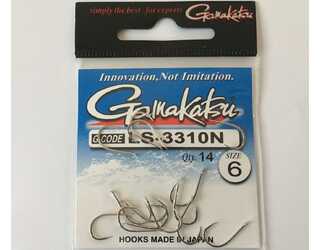 simply the best - for experts
Gamakatsu
Innovation, Not Imitation.
Gamakatsu
G.CODE LS-3310N
Qty. 14
SIZE
6
HOOKS MADE IN JAPAN